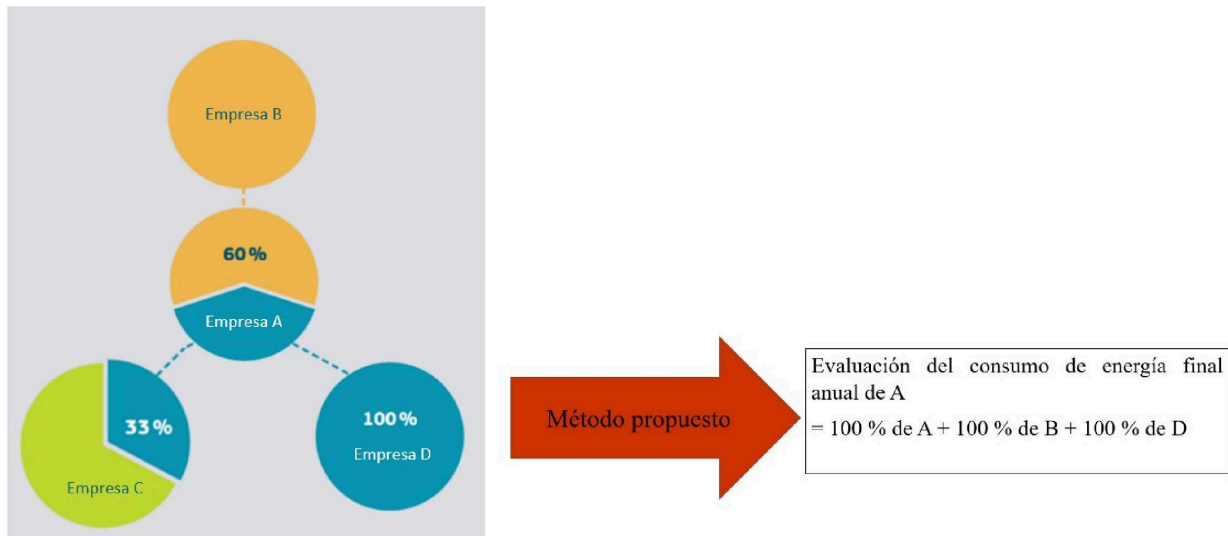 Empresa B
60 %
Empresa A
33 %
Empresa C
100 %
Empresa D
Método propuesto
Evaluación del consumo de energía final
anual de A
= 100 % de A + 100 % de B + 100 % de D